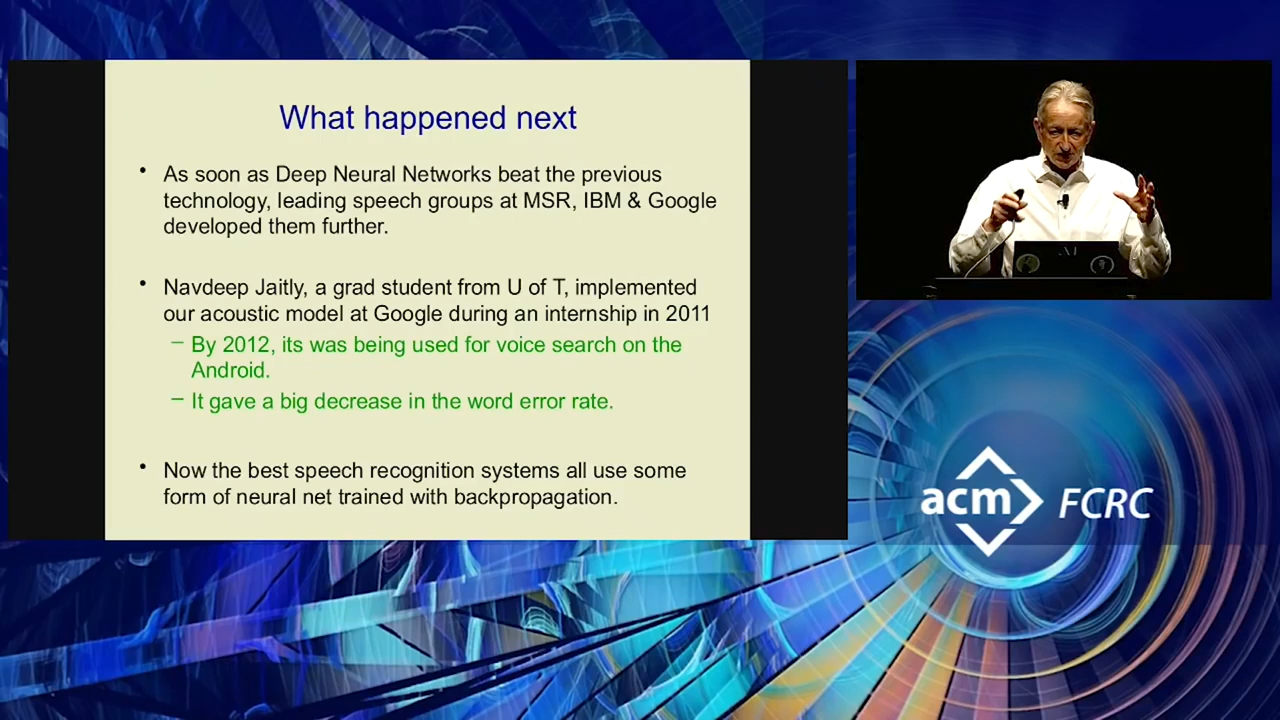 What happened next
• As soon as Deep Neural Networks beat the previous
technology, leading speech groups at MSR, IBM & Google
developed them further.
• Navdeep Jaitly, a grad student from U of T, implemented
our acoustic model at Google during an internship in 2011
– By 2012, its was being used for voice search on the
Android.
– It gave a big decrease in the word error rate.
• Now the best speech recognition systems all use some
form of neural net trained with backpropagation.
acm FCRC